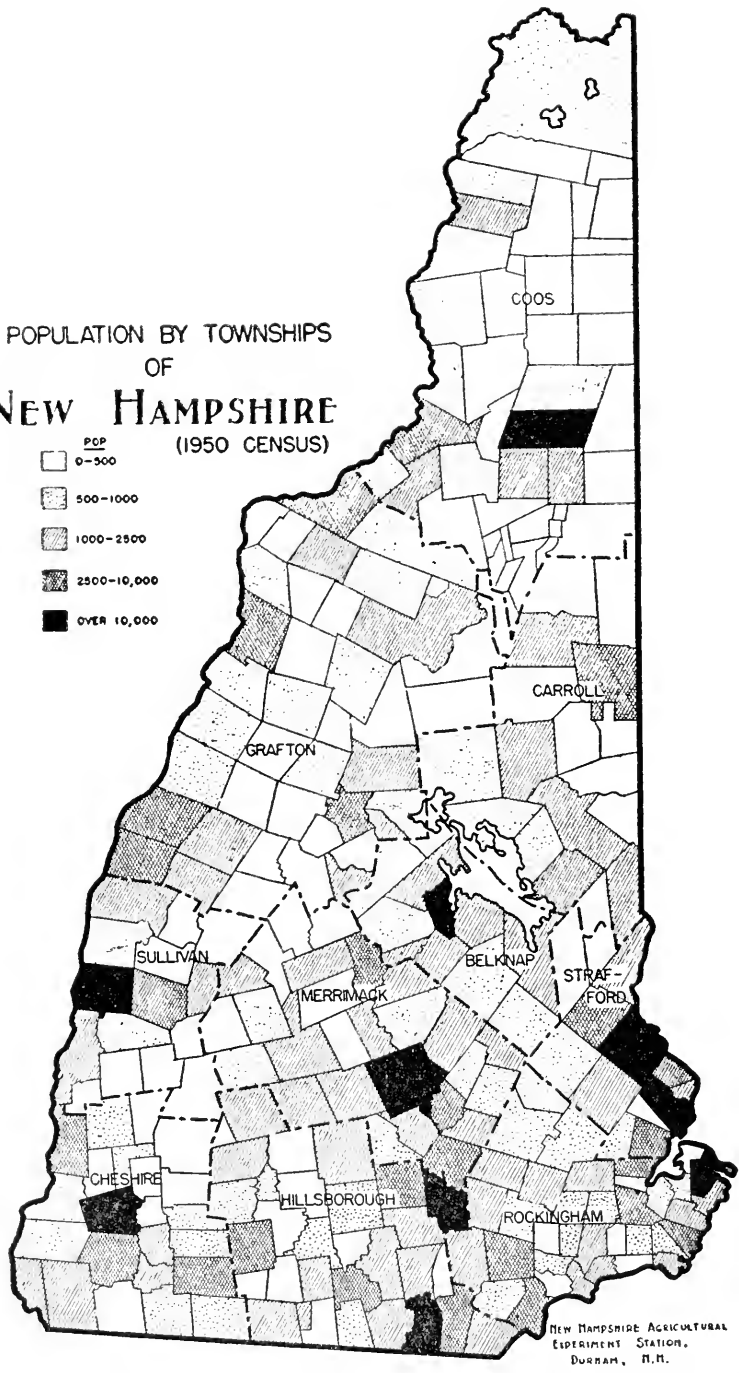 POPULATION BY TOWNSHIPS
OF
NEW HAMPSHIRE
(1950 CENSUS)
POP
0-500
500-1000
1000-2500
2500-10,000
OVER 10,000
COOS
CARROLL
GRAFTON
SULLIVAN
BELKNAP
STRAF-
FORD
MERRIMACK
CHESHIRE
HILLSBOROUGH
ROCKINGHAM
NEW HAMPSHIRE AGRICULTURAL
EXPERIMENT STATION.
DURHAM, N.H.